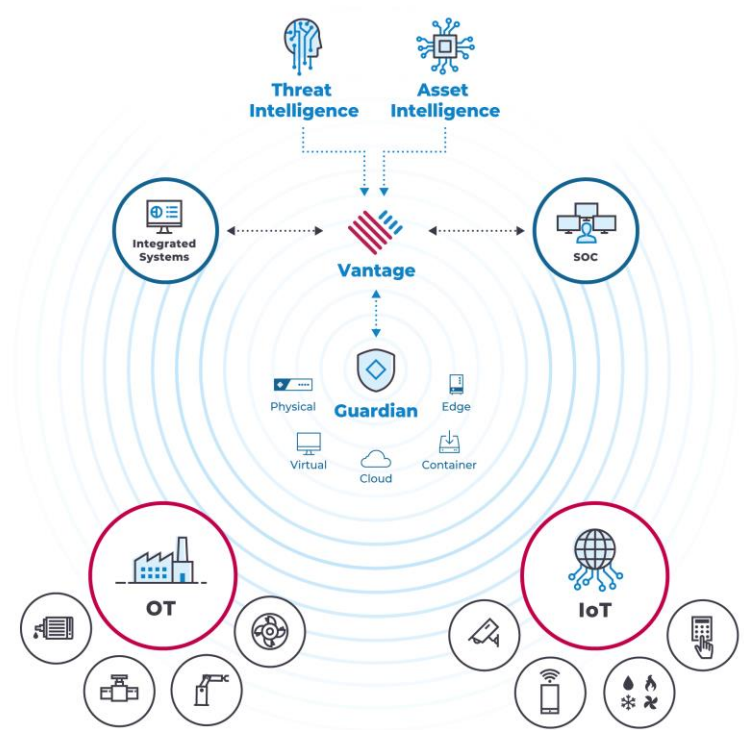 Threat
Intelligence
Asset
Intelligence
Integrated
Systems
Vantage
SOC
Physical
Guardian
Edge
Virtual
Cloud
Container
OT
IoT